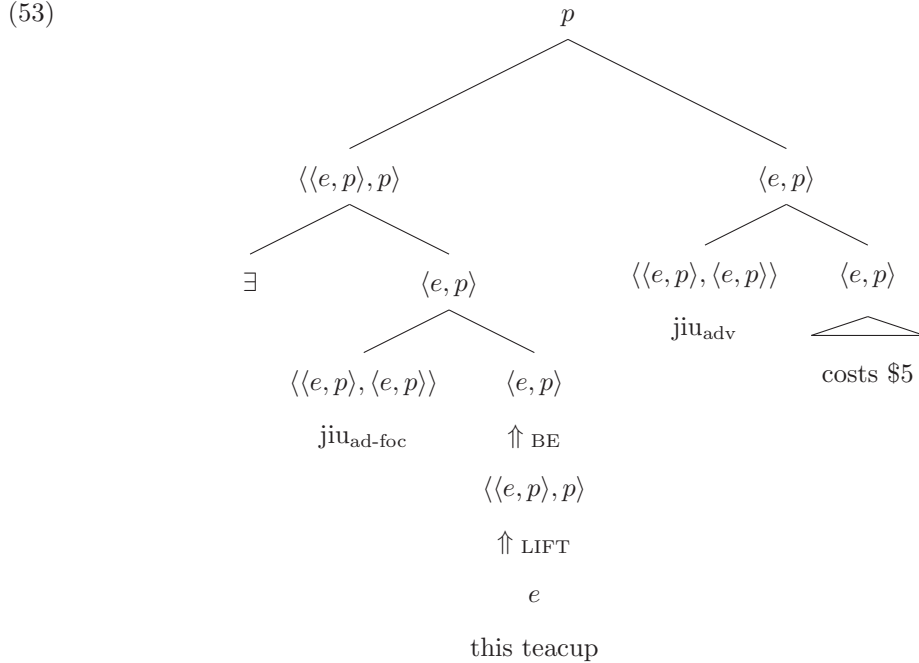 (53) p
⟨⟨e, p⟩, p⟩ ⟨e, p⟩
∃ ⟨e, p⟩ ⟨⟨e, p⟩, ⟨e, p⟩⟩ ⟨e, p⟩
jiu_adv
costs $5
⟨⟨e, p⟩, ⟨e, p⟩⟩ ⟨e, p⟩
jiu_ad-foc ⇑ BE
⟨⟨e, p⟩, p⟩
⇑ LIFT
e
this teacup